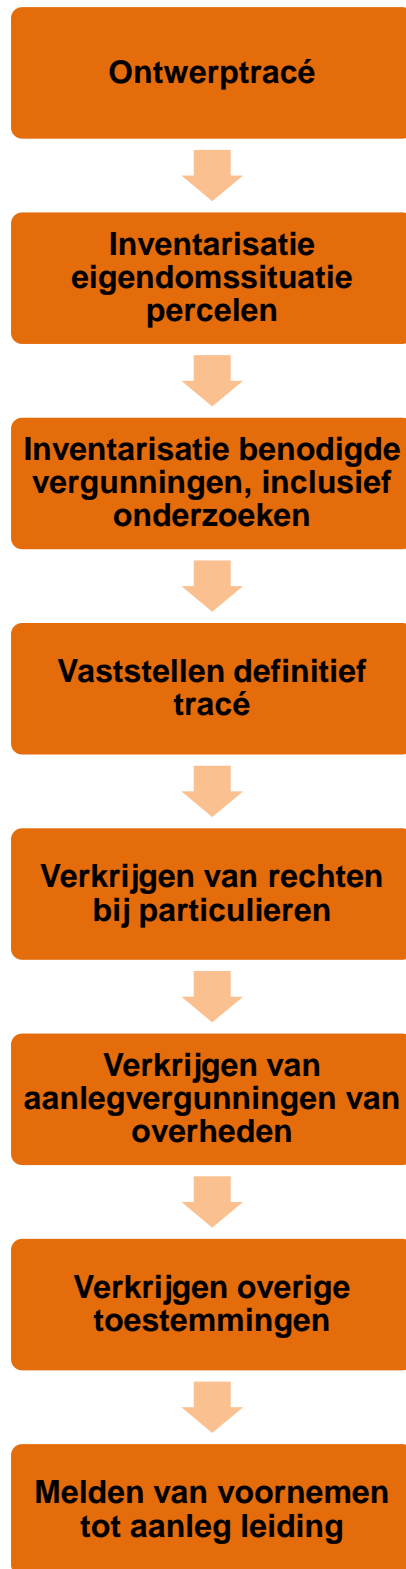 Ontwerptracé
Inventarisatie
eigendomssituatie
percelen
Inventarisatie benodigde
vergunningen, inclusief
onderzoeken
Vaststellen definitief
tracé
Verkrijgen van rechten
bij particulieren
Verkrijgen van
aanlegvergunningen van
overheden
Verkrijgen overige
toestemmingen
Melden van voornemen
tot aanleg leiding